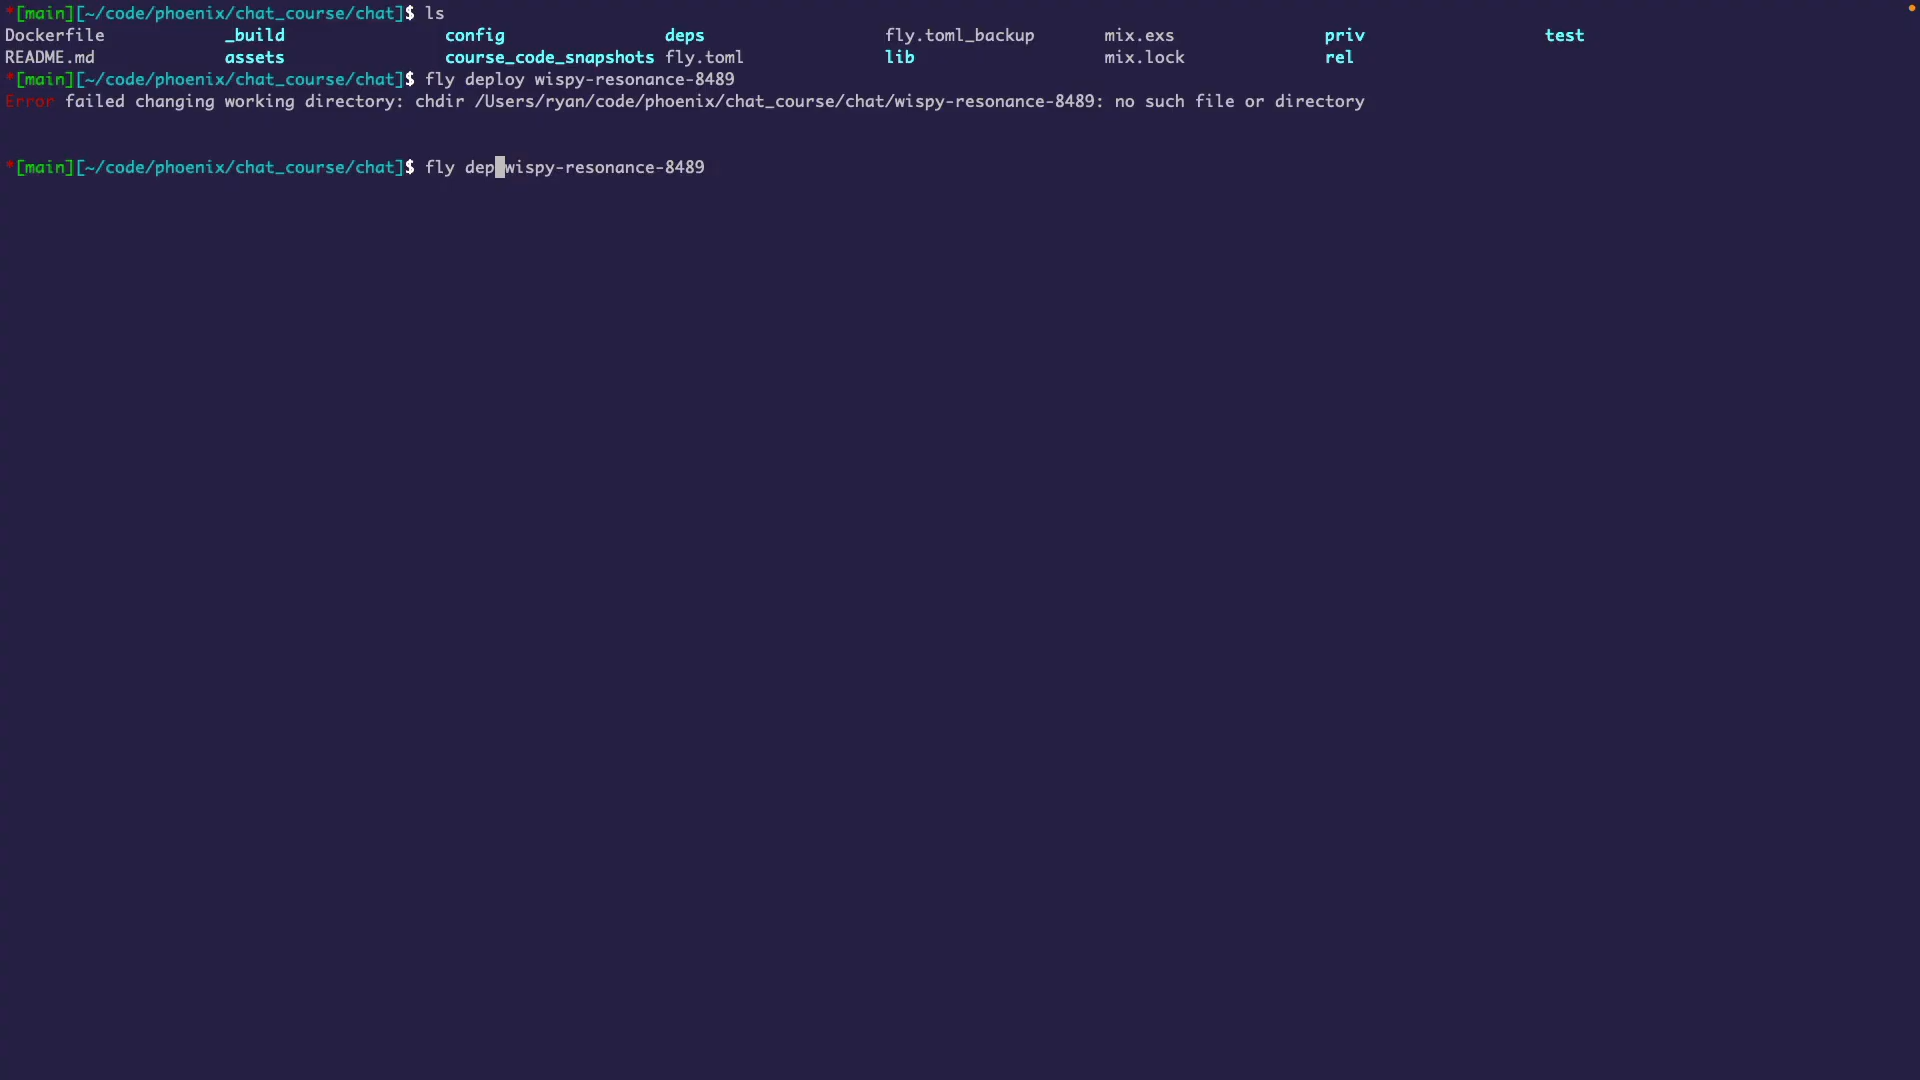 *[main][~/code/phoenix/chat_course/chat]$ ls
Dockerfile _build config deps fly.toml_backup mix.exs priv test
README.md assets course_code_snapshots fly.toml lib mix.lock rel
*[main][~/code/phoenix/chat_course/chat]$ fly deploy wispy-resonance-8489
Error failed changing working directory: chdir /Users/ryan/code/phoenix/chat_course/chat/wispy-resonance-8489: no such file or directory
*[main][~/code/phoenix/chat_course/chat]$ fly dep wispy-resonance-8489